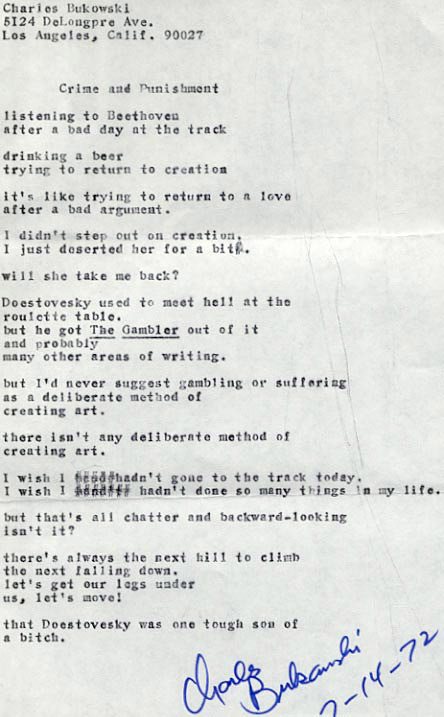 Charles Bukowski
5124 DeLongpre Ave.
Los Angeles, Calif. 90027
Crime and Punishment
listening to Beethoven
after a bad day at the track
drinking a beer
trying to return to creation
it's like trying to return to a love
after a bad argument.
I didn't step out on creation.
I just deserted her for a bit.
will she take me back?
Doestovesky used to meet hell at the
roulette table.
but he got The Gambler out of it
and probably
many other areas of writing.
but I'd never suggest gambling or suffering
as a deliberate method of
creating art.
there isn't any deliberate method of
creating art.
I wish I hadn't gone to the track today.
I wish I hadn't done so many things in my life.
but that's all chatter and backward-looking
isn't it?
there's always the next hill to climb
the next falling down.
let's get our legs under
us, let's move!
that Doestovesky was one tough son of
a bitch.
Charles
Bukowski
7-14-72